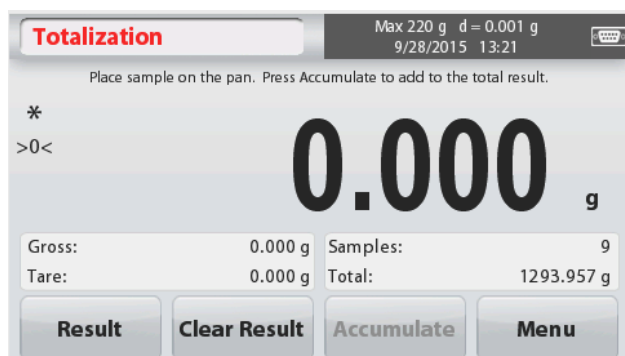 Totalization
Max 220 g d = 0.001 g
9/28/2015 13:21
Place sample on the pan. Press Accumulate to add to the total result.
*
>0<
0.000 g
Gross: 0.000 g Samples: 9
Tare: 0.000 g Total: 1293.957 g
Result Clear Result Accumulate Menu